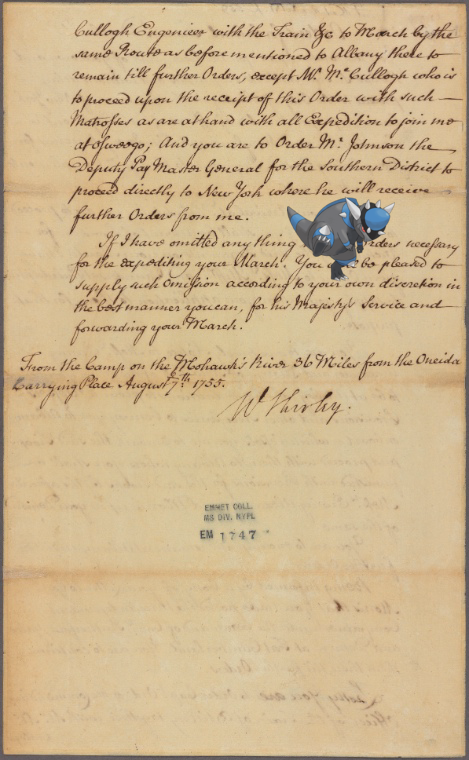 Cullogh Engenieer with the Train &c to March by the
same Route as before mentioned to Albany there to
remain till further Orders, except Mr. McCullogh who is
to proceed upon the receipt of this Order with such
Matrosses as are at hand with all Expedition to join me
at Oswego; And you are to Order Mr. Johnson the
Deputy Pay Master General for the Southern District to
proceed directly to New York where he will receive
further Orders from me.
If I have omitted any thing rders necessary
for the expediting your March. You be pleased to
supply such Omission according to your own discretion in
the best manner you can, for his Majesty's Service and
forwarding your March.
From the Camp on the Mohawk's River 36 Miles from the Oneida
Carrying Place August 7th 1755.
W Shirley.
EMMET COLL.
MS DIV. NYPL
EM 1747